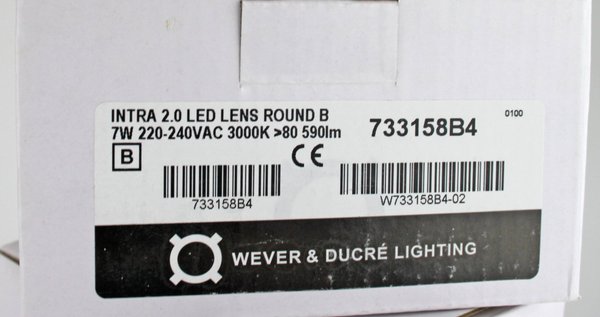 INTRA 2.0 LED LENS ROUND B
7W 220-240VAC 3000K >80 590lm
733158B4
0100
B
CE
733158B4
W733158B4-02
WEVER & DUCRÉ LIGHTING